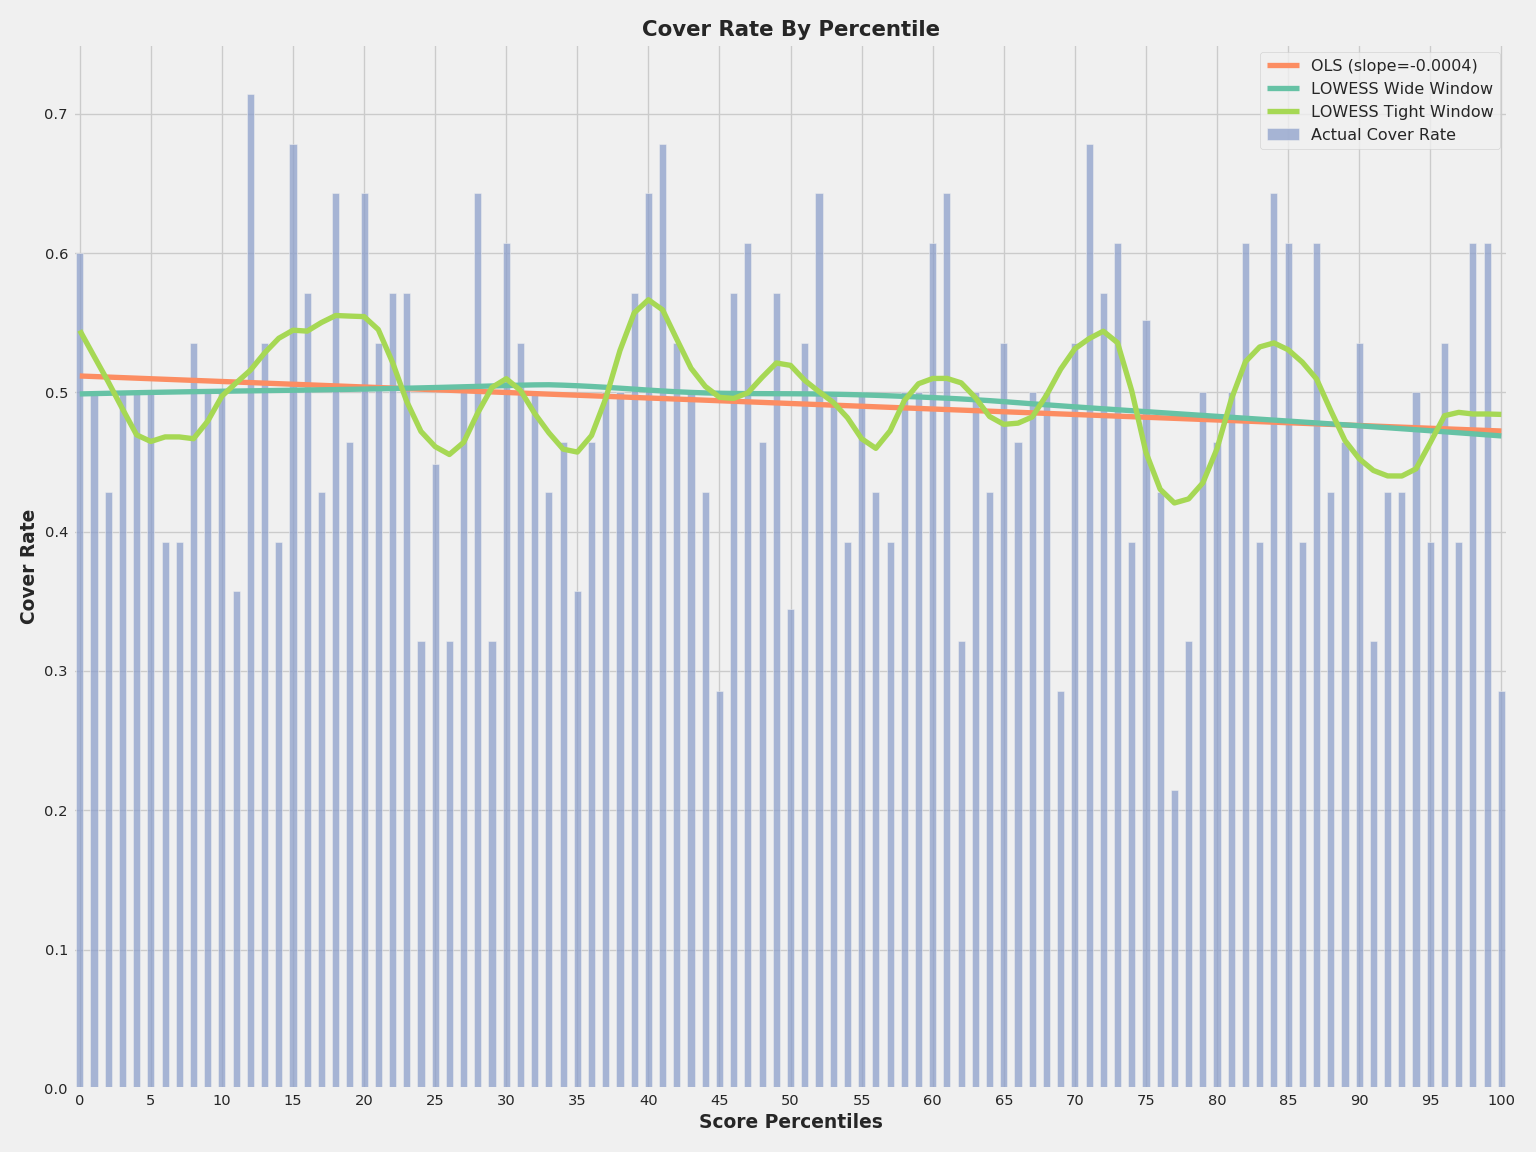 Cover Rate By Percentile
OLS (slope=-0.0004)
LOWESS Wide Window
LOWESS Tight Window
Actual Cover Rate
0.7
0.6
0.5
0.4
0.3
0.2
0.1
0.0
Cover Rate
0 5 10 15 20 25 30 35 40 45 50 55 60 65 70 75 80 85 90 95 100
Score Percentiles